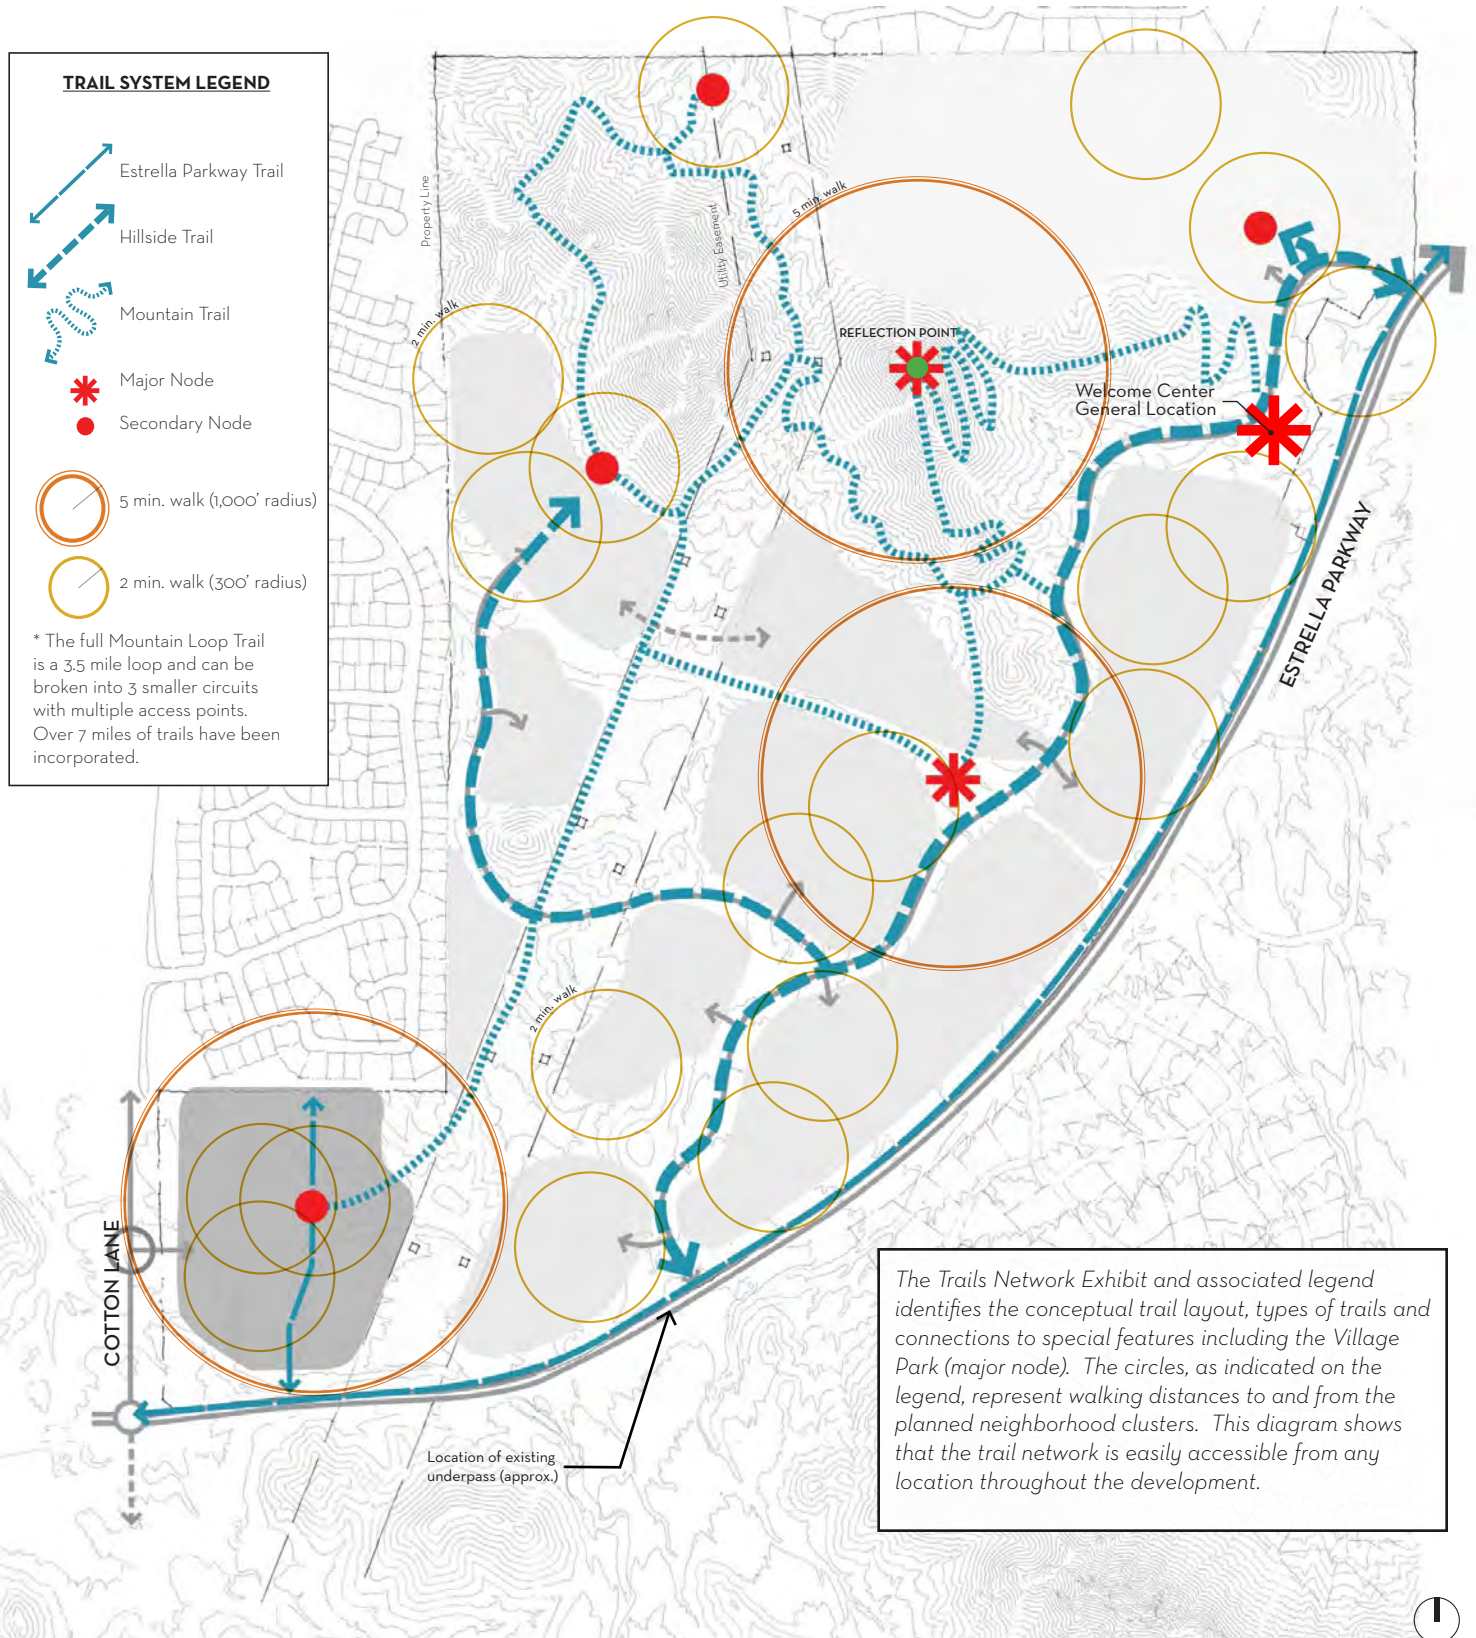 TRAIL SYSTEM LEGEND
Estrella Parkway Trail
Hillside Trail
Mountain Trail
Major Node
Secondary Node
5 min. walk (1,000’ radius)
2 min. walk (300’ radius)
* The full Mountain Loop Trail
is a 3.5 mile loop and can be
broken into 3 smaller circuits
with multiple access points.
Over 7 miles of trails have been
incorporated.
Property Line
Utility Easement
5 min. walk
2 min. walk
REFLECTION POINT
Welcome Center
General Location
ESTRELLA PARKWAY
2 min. walk
COTTON LANE
Location of existing
underpass (approx.)
The Trails Network Exhibit and associated legend
identifies the conceptual trail layout, types of trails and
connections to special features including the Village
Park (major node).  The circles, as indicated on the
legend, represent walking distances to and from the
planned neighborhood clusters.  This diagram shows
that the trail network is easily accessible from any
location throughout the development.